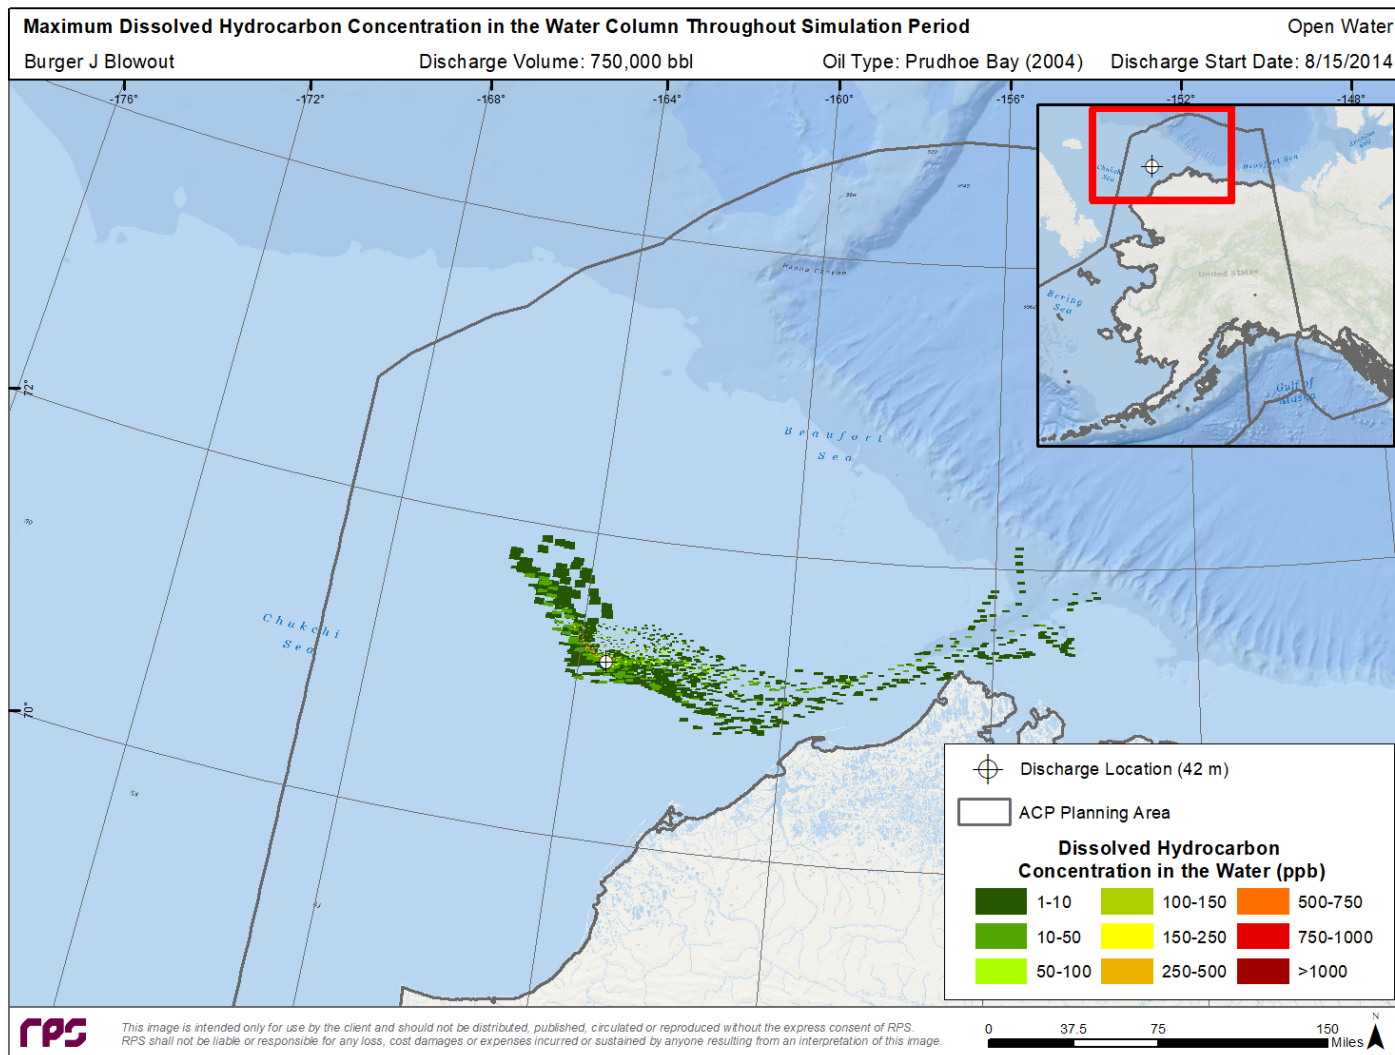 Maximum Dissolved Hydrocarbon Concentration in the Water Column Throughout Simulation Period
Open Water
Burger J Blowout
Discharge Volume: 750,000 bbl
Oil Type: Prudhoe Bay (2004)
Discharge Start Date: 8/15/2014
-176°
-172°
-168°
-164°
-160°
-156°
-152°
-148°
72°
70°
Hanna Canyon
Beaufort
Sea
Chukchi
Sea
Chukchi
Sea
Beaufort Sea
United States
Bering
Sea
Gulf of
Alaska
Discharge Location (42 m)
ACP Planning Area
Dissolved Hydrocarbon
Concentration in the Water (ppb)
1-10
100-150
500-750
10-50
150-250
750-1000
50-100
250-500
>1000
rps
This image is intended only for use by the client and should not be distributed, published, circulated or reproduced without the express consent of RPS.
RPS shall not be liable or responsible for any loss, cost damages or expenses incurred or sustained by anyone resulting from an interpretation of this image.
0
37.5
75
150
Miles
N